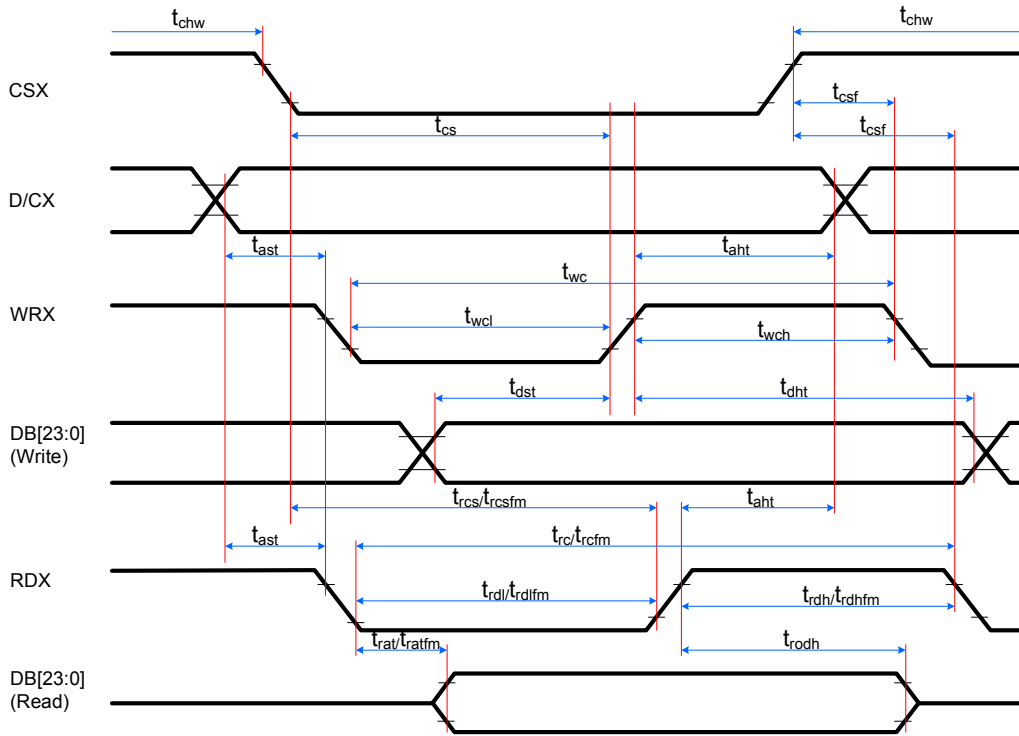 tchw
tchw
CSX
tcsf
tcs
tcsf
D/CX
tast
taht
twc
WRX
twcl
twch
tdst
tdht
DB[23:0]
(Write)
trcs/trcsfm
taht
tast
trc/trcfm
RDX
trdl/trdlfm
trdh/trdhfm
trat/tratfm
trodh
DB[23:0]
(Read)